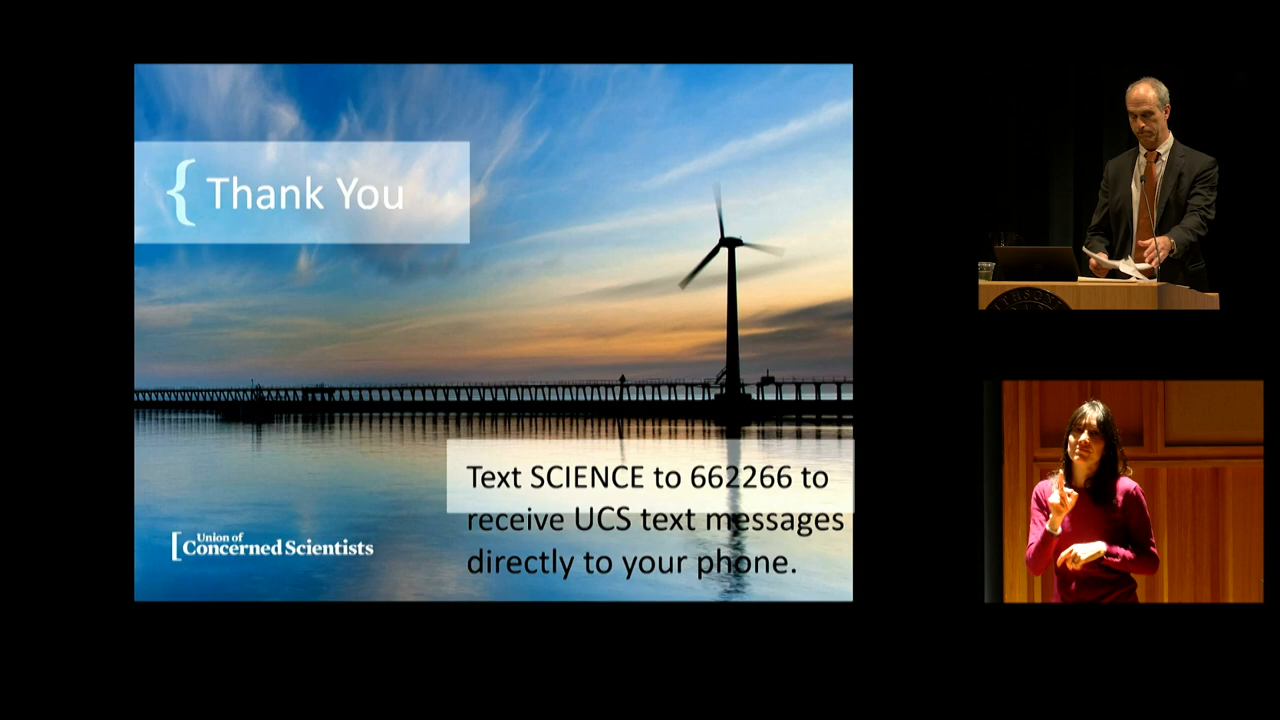 { Thank You
Text SCIENCE to 662266 to
receive UCS text messages
directly to your phone.
[Union of
Concerned Scientists